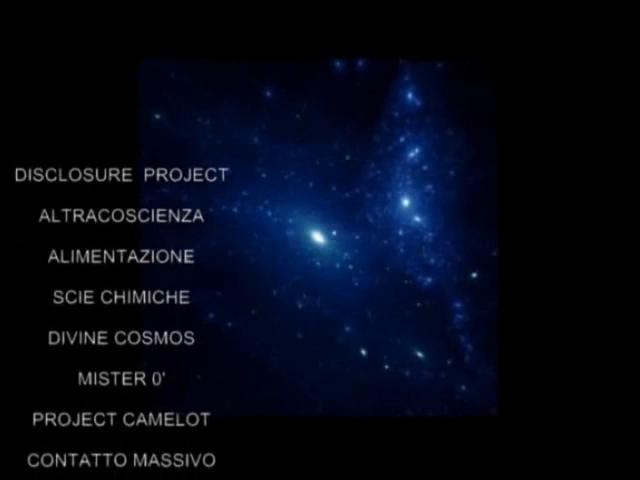 DISCLOSURE PROJECT
ALTRACOSCIENZA
ALIMENTAZIONE
SCIE CHIMICHE
DIVINE COSMOS
MISTER 0'
PROJECT CAMELOT
CONTATTO MASSIVO